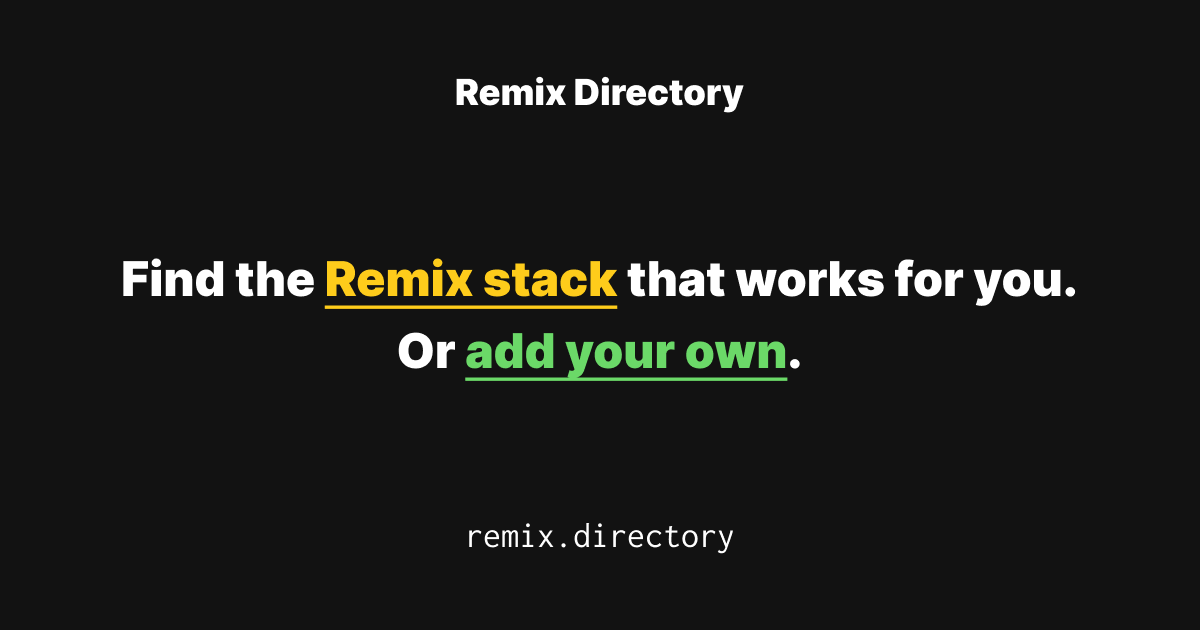 Remix Directory
Find the Remix stack that works for you.
Or add your own.
remix.directory